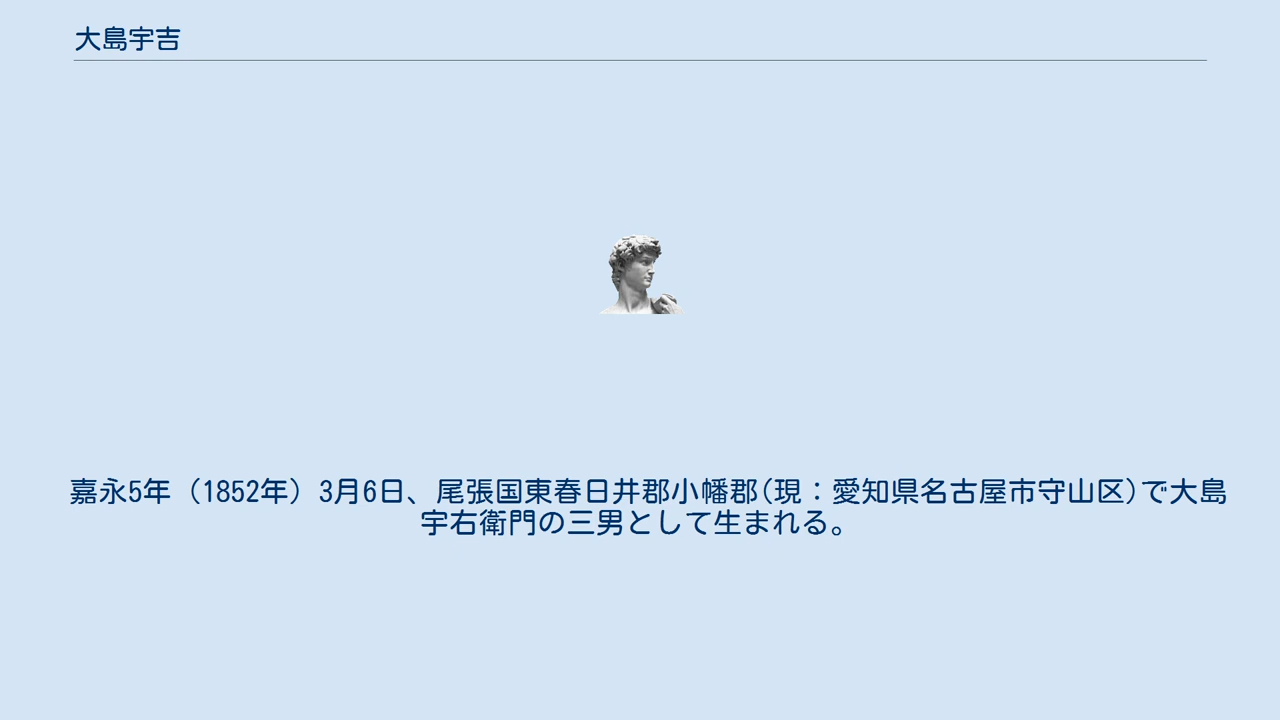 大島宇吉
嘉永5年（1852年）3月6日、尾張国東春日井郡小幡郡(現：愛知県名古屋市守山区)で大島
宇右衛門の三男として生まれる。